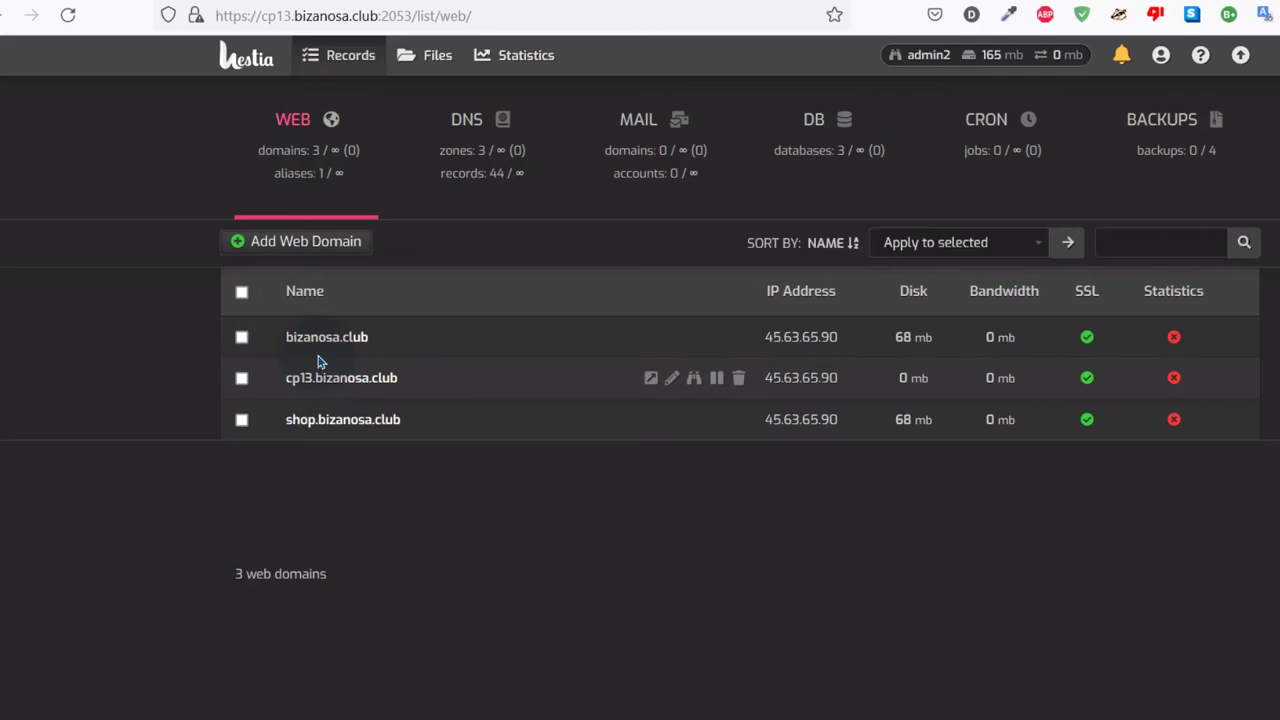 https://cp13.bizanosa.club:2053/list/web/
D ABP S B+
Hestia Records Files Statistics admin2 165 mb 0 mb
WEB DNS MAIL DB CRON BACKUPS
domains: 3 / ∞ (0) zones: 3 / ∞ (0) domains: 0 / ∞ (0) databases: 3 / ∞ (0) jobs: 0 / ∞ (0) backups: 0 / 4
aliases: 1 / ∞ records: 44 / ∞ accounts: 0 / ∞
Add Web Domain SORT BY: NAME Apply to selected
Name IP Address Disk Bandwidth SSL Statistics
bizanosa.club 45.63.65.90 68 mb 0 mb
cp13.bizanosa.club 45.63.65.90 0 mb 0 mb
shop.bizanosa.club 45.63.65.90 68 mb 0 mb
3 web domains